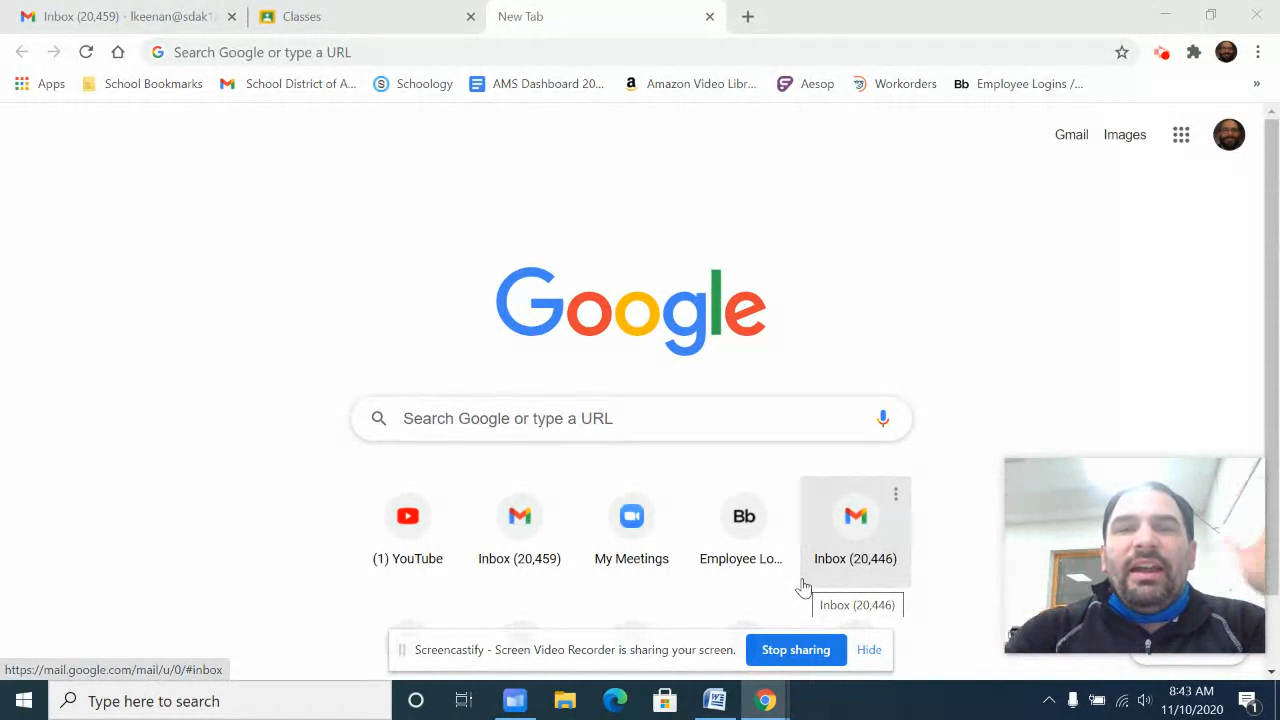 Inbox (20,459) - lkeenan@sdak1
Classes
New Tab
Search Google or type a URL
Apps
School Bookmarks
School District of A...
Schoology
AMS Dashboard 20...
Amazon Video Libr...
Aesop
Workorders
Bb Employee Logins /...
»
Gmail Images
Google
Search Google or type a URL
Bb
(1) YouTube
Inbox (20,459)
My Meetings
Employee Lo...
Inbox (20,446)
Inbox (20,446)
Screencastify - Screen Video Recorder is sharing your screen.
Stop sharing
Hide
https://mail.google.com/mail/u/0/#inbox
Type here to search
8:43 AM
11/10/2020
1